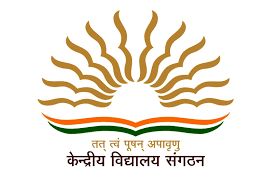 तत् त्वं पूषन् अपावृणु
केन्द्रीय विद्यालय संगठन